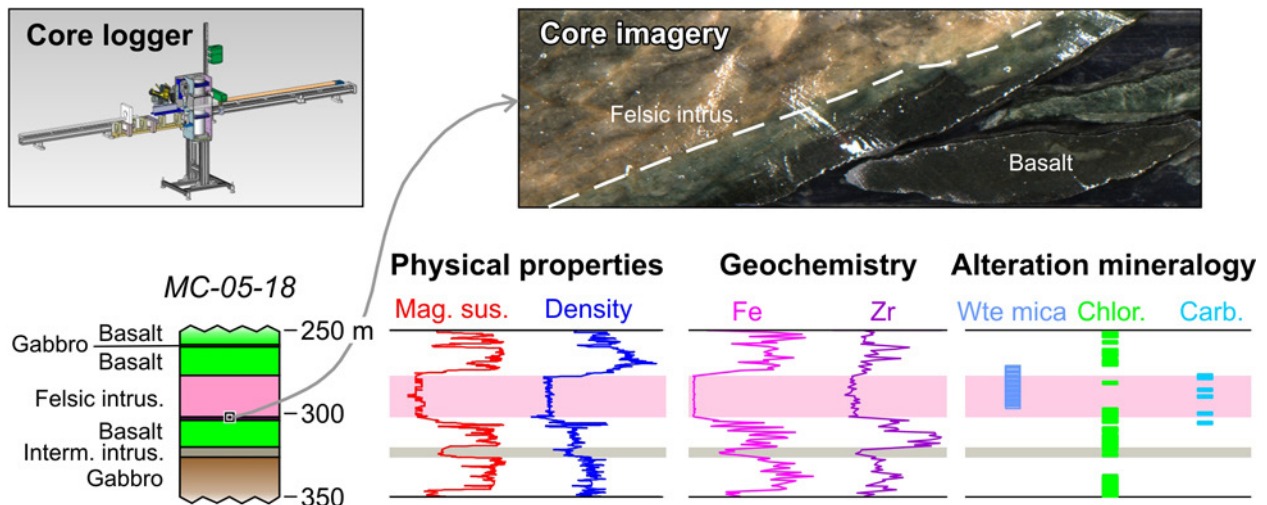 Core logger
Core imagery
Felsic intrus.
Basalt
MC-05-18
Basalt
Gabbro
Basalt
Felsic intrus.
Basalt
Interm. intrus.
Gabbro
250 m
300
350
Physical properties
Mag. sus. Density
Geochemistry
Fe Zr
Alteration mineralogy
Wte mica Chlor. Carb.